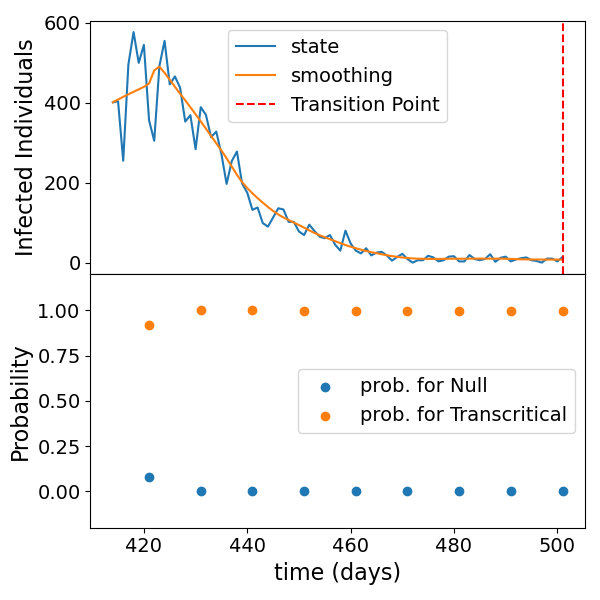 600
400
200
0
Infected Individuals
state
smoothing
Transition Point
1.00
0.75
0.50
0.25
0.00
Probability
prob. for Null
prob. for Transcritical
420 440 460 480 500
time (days)